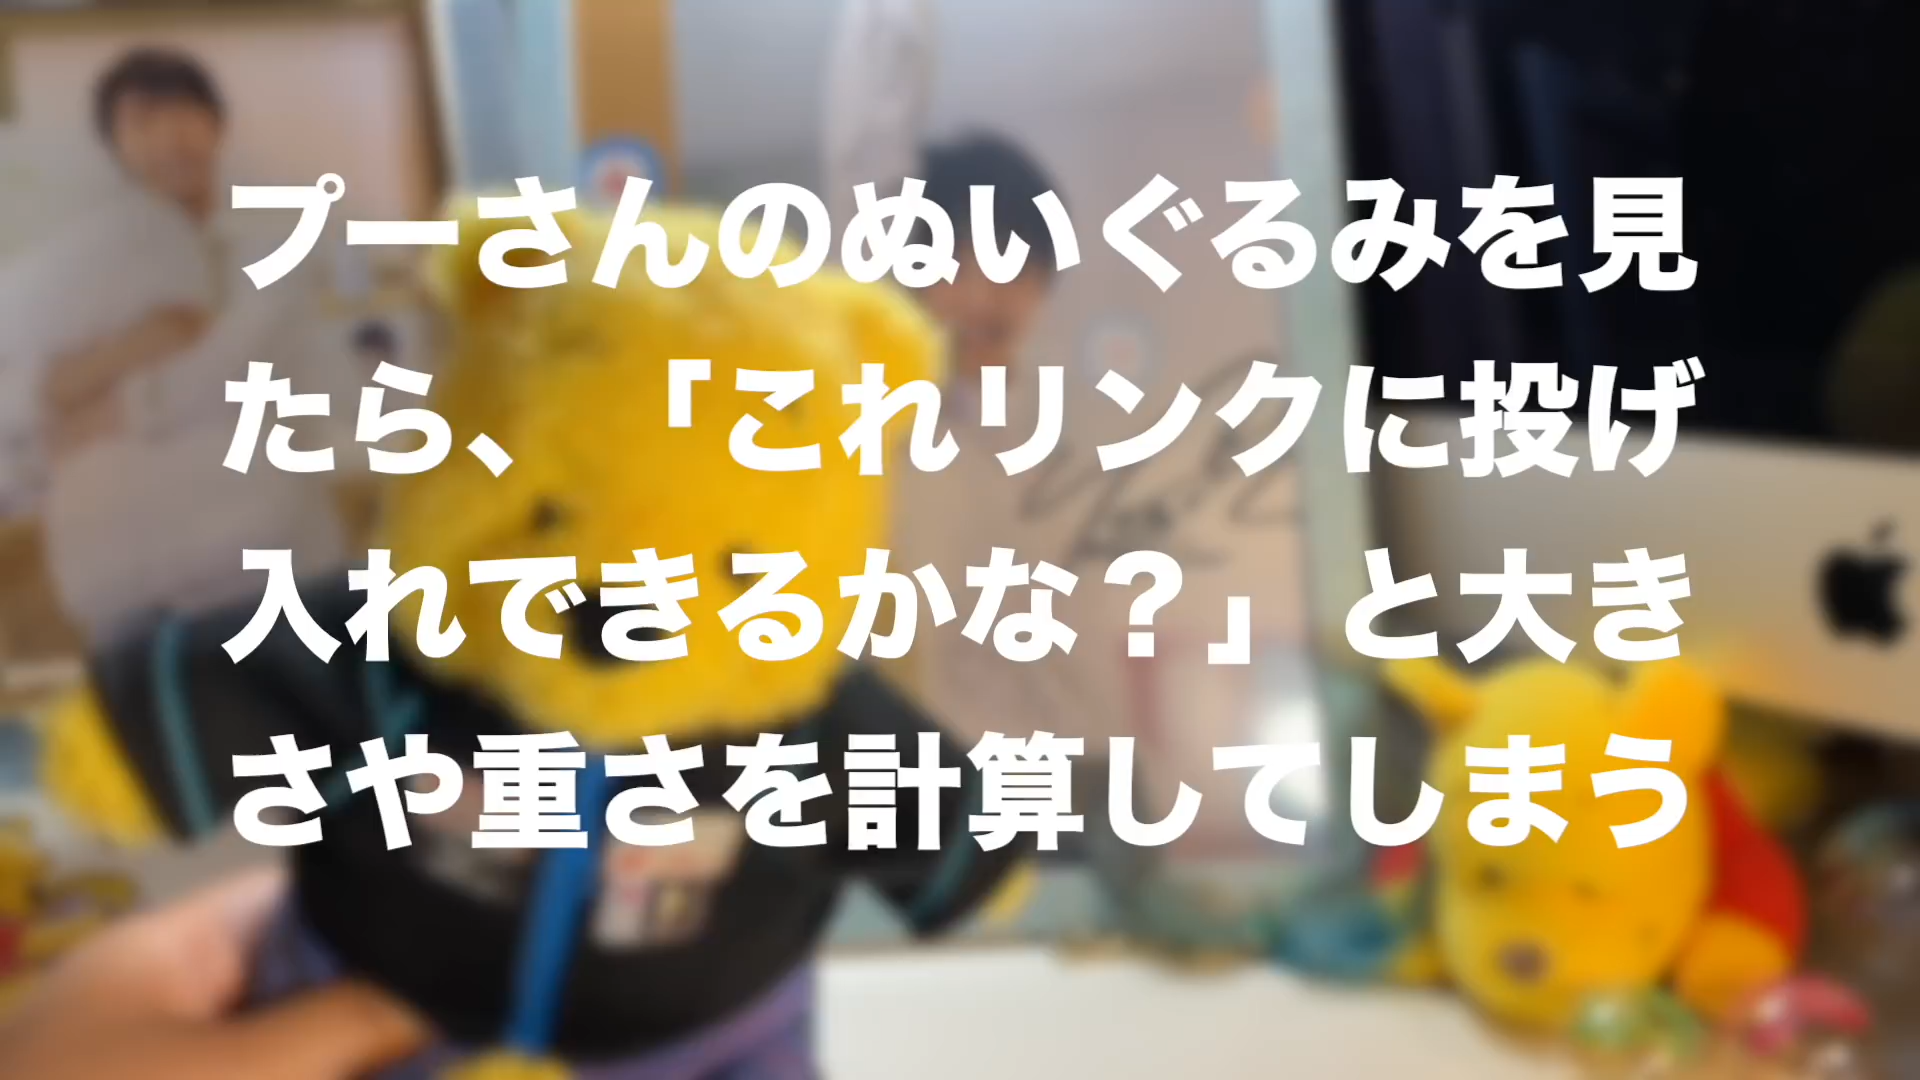 プーさんのぬいぐるみを見
たら、「これリンクに投げ
入れできるかな？」と大き
さや重さを計算してしまう